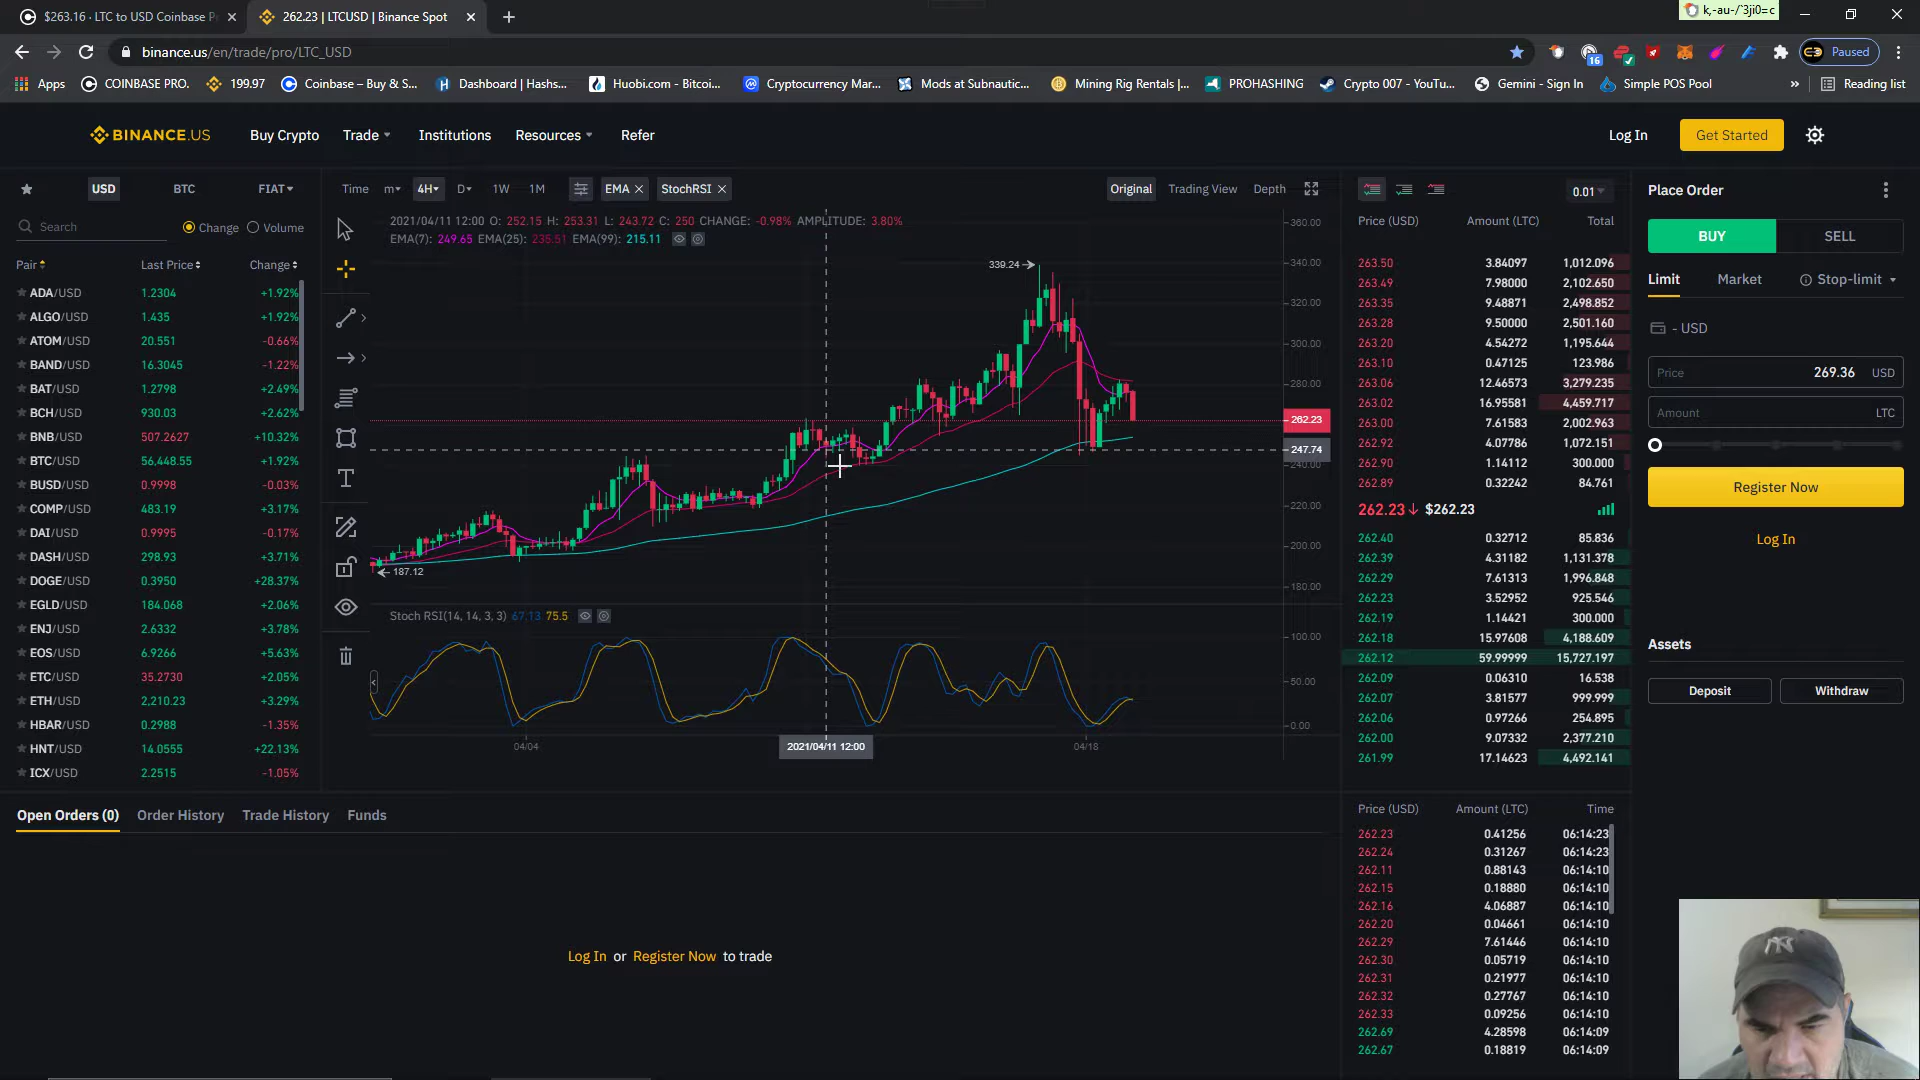 $263.16 · LTC to USD Coinbase P
262.23 | LTCUSD | Binance Spot
k,-au-/`3ji0=c
binance.us/en/trade/pro/LTC_USD
16
Paused
Apps
COINBASE PRO.
199.97
Coinbase – Buy & S...
Dashboard | Hashs...
Huobi.com - Bitcoi...
Cryptocurrency Mar...
Mods at Subnautic...
Mining Rig Rentals |...
PROHASHING
Crypto 007 - YouTu...
Gemini - Sign In
Simple POS Pool
»
Reading list
BINANCE.US
Buy Crypto
Trade
Institutions
Resources
Refer
Log In
Get Started
USD BTC FIAT
Search
Change Volume
Pair Last Price Change
ADA/USD 1.2304 +1.92%
ALGO/USD 1.435 +1.92%
ATOM/USD 20.551 -0.66%
BAND/USD 16.3045 -1.22%
BAT/USD 1.2798 +2.49%
BCH/USD 930.03 +2.62%
BNB/USD 507.2627 +10.32%
BTC/USD 56,448.55 +1.92%
BUSD/USD 0.9998 -0.03%
COMP/USD 483.19 +3.17%
DAI/USD 0.9995 -0.17%
DASH/USD 298.93 +3.71%
DOGE/USD 0.3950 +28.37%
EGLD/USD 184.068 +2.06%
ENJ/USD 2.6332 +3.78%
EOS/USD 6.9266 +5.63%
ETC/USD 35.2730 +2.05%
ETH/USD 2,210.23 +3.29%
HBAR/USD 0.2988 -1.35%
HNT/USD 14.0555 +22.13%
ICX/USD 2.2515 -1.05%
Time m 4H D 1W 1M EMA StochRSI
Original Trading View Depth
2021/04/11 12:00 O: 252.15 H: 253.31 L: 243.72 C: 250 CHANGE: -0.98% AMPLITUDE: 3.80%
EMA(7): 249.65 EMA(25): 235.51 EMA(99): 215.11
339.24
187.12
360.00
340.00
320.00
300.00
280.00
262.23
247.74
240.00
220.00
200.00
180.00
Stoch RSI(14, 14, 3, 3) 67.13 75.5
100.00
50.00
0.00
04/04
2021/04/11 12:00
04/18
0.01
Price (USD) Amount (LTC) Total
263.50 3.84097 1,012.096
263.49 7.98000 2,102.650
263.35 9.48871 2,498.852
263.28 9.50000 2,501.160
263.20 4.54272 1,195.644
263.10 0.47125 123.986
263.06 12.46573 3,279.235
263.02 16.95581 4,459.717
263.00 7.61583 2,002.963
262.92 4.07786 1,072.151
262.90 1.14112 300.000
262.89 0.32242 84.761
262.23 $262.23
262.40 0.32712 85.836
262.39 4.31182 1,131.378
262.29 7.61313 1,996.848
262.23 3.52952 925.546
262.19 1.14421 300.000
262.18 15.97608 4,188.609
262.12 59.99999 15,727.197
262.09 0.06310 16.538
262.07 3.81577 999.999
262.06 0.97266 254.895
262.00 9.07332 2,377.210
261.99 17.14623 4,492.141
Price (USD) Amount (LTC) Time
262.23 0.41256 06:14:23
262.24 0.31267 06:14:23
262.11 0.88143 06:14:10
262.15 0.18880 06:14:10
262.16 4.06887 06:14:10
262.20 0.04661 06:14:10
262.29 7.61446 06:14:10
262.30 0.05719 06:14:10
262.31 0.21977 06:14:10
262.32 0.27767 06:14:10
262.33 0.09256 06:14:10
262.69 4.28598 06:14:09
262.67 0.18819 06:14:09
Place Order
BUY SELL
Limit Market Stop-limit
- USD
Price 269.36 USD
Amount LTC
Register Now
Log In
Assets
Deposit Withdraw
Open Orders (0) Order History Trade History Funds
Log In or Register Now to trade